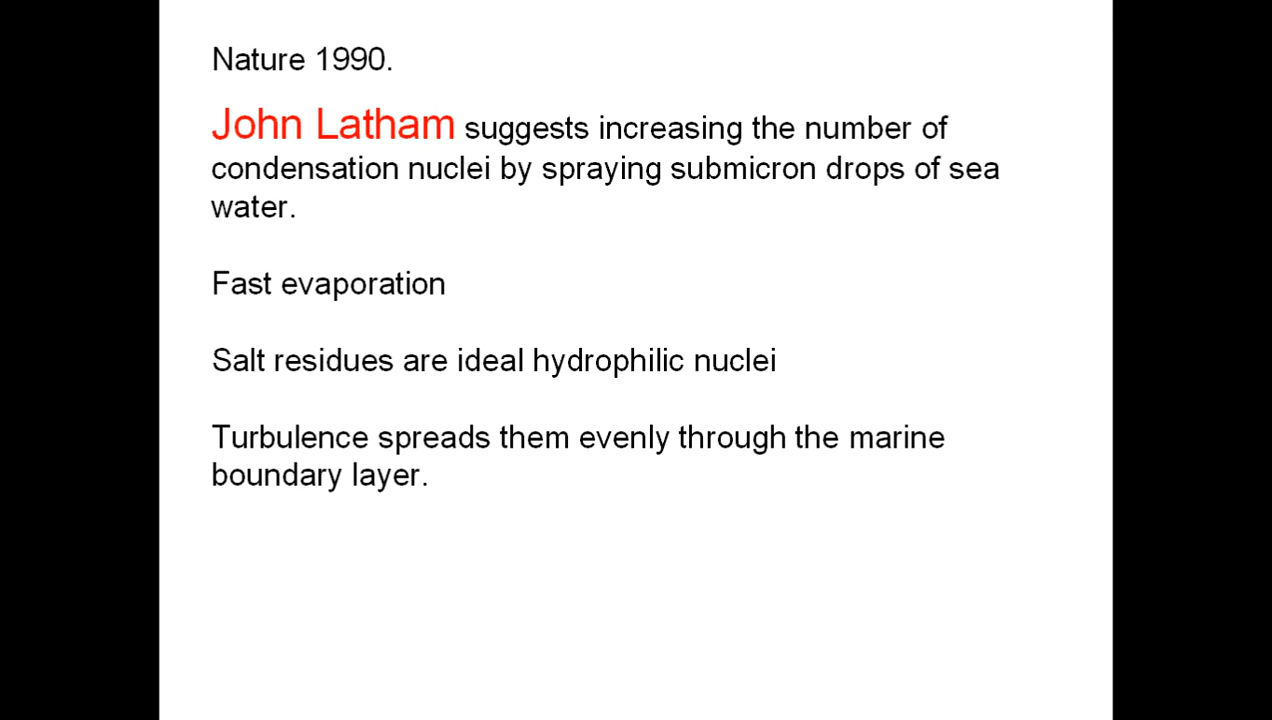 Nature 1990.
John Latham suggests increasing the number of
condensation nuclei by spraying submicron drops of sea
water.
Fast evaporation
Salt residues are ideal hydrophilic nuclei
Turbulence spreads them evenly through the marine
boundary layer.